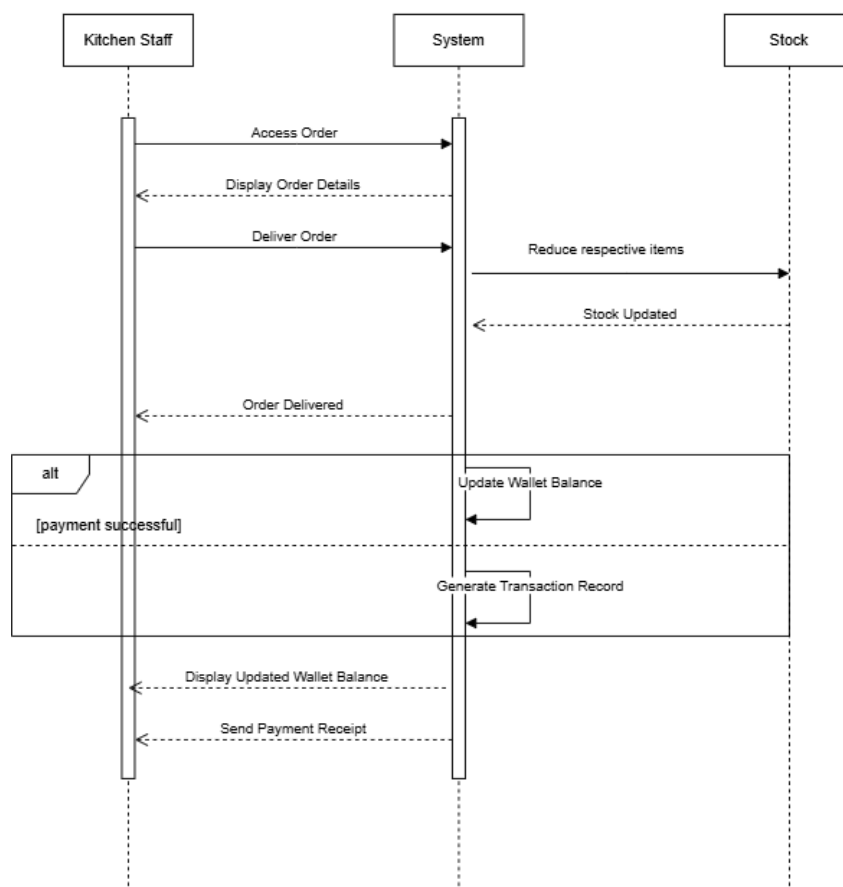 Kitchen Staff
System
Stock
Access Order
Display Order Details
Deliver Order
Reduce respective items
Stock Updated
Order Delivered
alt
Update Wallet Balance
[payment successful]
Generate Transaction Record
Display Updated Wallet Balance
Send Payment Receipt